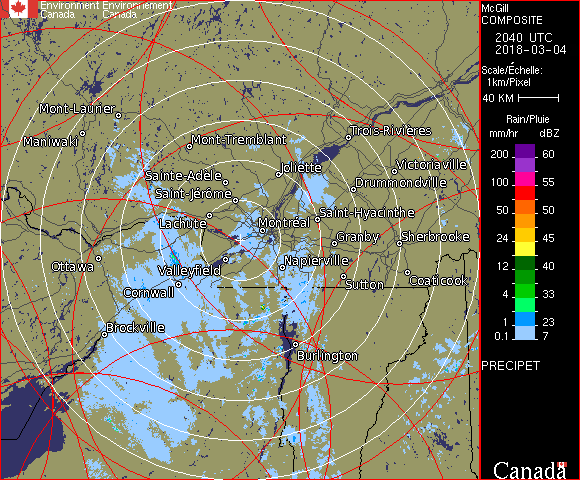 Environment Environnement
Canada Canada
McGill
COMPOSITE
2040 UTC
2018-03-04
Scale/Échelle:
1km/Pixel
40 KM
Rain/Pluie
mm/hr dBZ
200 60
100 55
50 50
24 45
12 40
4 33
1 23
0.1 7
PRECIPET
Mont-Laurier
Maniwaki
Mont-Tremblant
Trois-Rivières
Joliette
Victoriaville
Sainte-Adèle
Drummondville
Saint-Jérôme
Lachute
Saint-Hyacinthe
Montréal
Granby
Sherbrooke
Ottawa
Valleyfield
Napierville
Cornwall
Sutton
Coaticook
Brockville
Burlington
Canada